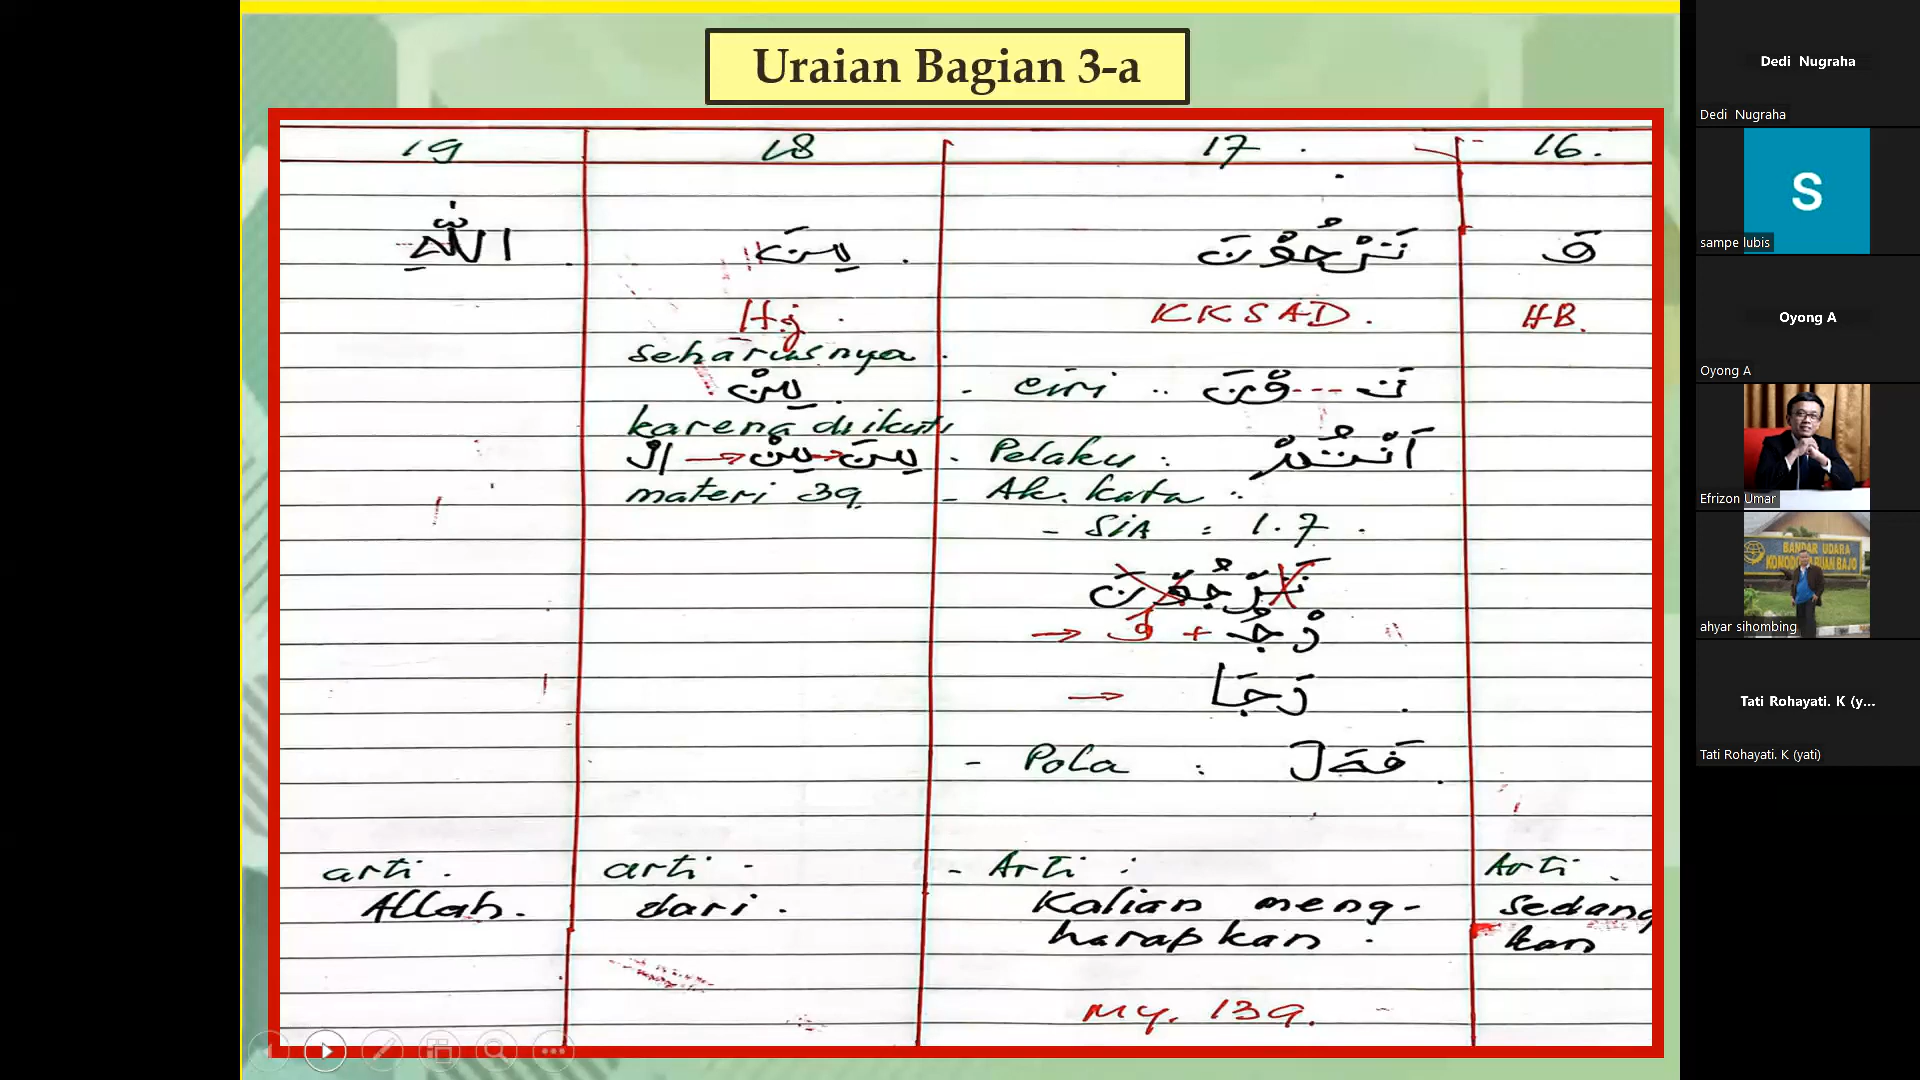 Uraian Bagian 3-a
19
18
17
16.
اللّٰهِ
مِنَ
تَرْجُوْنَ
وَ
Hj
KKSAD.
HB.
seharusnya
مِنْ
karena diikuti
مِنَ → مِنْ → الْ
materi 39.
- ciri : تَ --- وْنَ
- Pelaku : اَنْتُمْ
- Ak. kata :
- SIA : 1.7
تَرْجُوْنَ
رْجُ + وْ →
رَجَا →
- Pola : فَعَلَ
arti.
Allah.
arti -
dari.
- Arti :
Kalian meng-
harapkan.
Arti
Sedang
kan
My. 139.
Dedi Nugraha
Dedi Nugraha
S
sampe lubis
Oyong A
Oyong A
Efrizon Umar
BANDAR UDARA
ahyar sihombing
Tati Rohayati. K (y...
Tati Rohayati. K (yati)